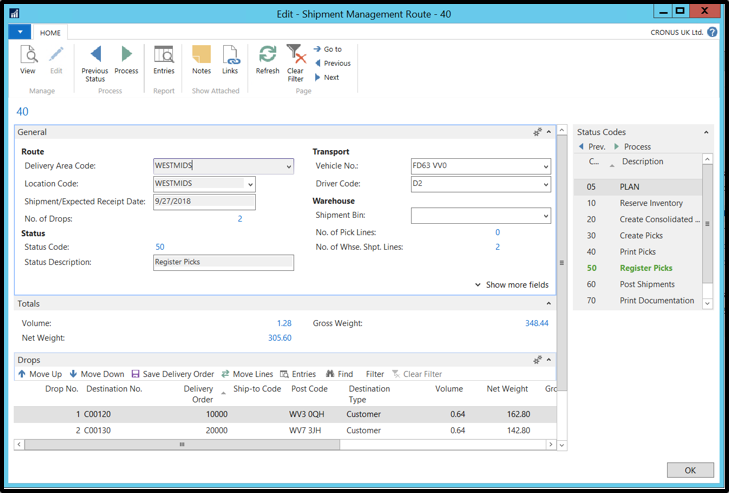 Edit - Shipment Management Route - 40
HOME
CRONUS UK Ltd.
View
Edit
Manage
Previous Status
Process
Process
Entries
Report
Notes
Links
Show Attached
Refresh
Clear Filter
Go to
Previous
Next
Page
40
General
Route
Delivery Area Code: WESTMIDS
Location Code: WESTMIDS
Shipment/Expected Receipt Date: 9/27/2018
No. of Drops: 2
Status
Status Code: 50
Status Description: Register Picks
Transport
Vehicle No.: FD63 VV0
Driver Code: D2
Warehouse
Shipment Bin:
No. of Pick Lines: 0
No. of Whse. Shpt. Lines: 2
Show more fields
Totals
Volume: 1.28 Gross Weight: 348.44
Net Weight: 305.60
Drops
Move Up Move Down Save Delivery Order Move Lines Entries Find Filter Clear Filter
Drop No. Destination No. Delivery Order Ship-to Code Post Code Destination Type Volume Net Weight Gro
1 C00120 10000 WV3 0QH Customer 0.64 162.80
2 C00130 20000 WV7 3JH Customer 0.64 142.80
Status Codes
Prev. Process
C... Description
05 PLAN
10 Reserve Inventory
20 Create Consolidated ...
30 Create Picks
40 Print Picks
50 Register Picks
60 Post Shipments
70 Print Documentation
OK